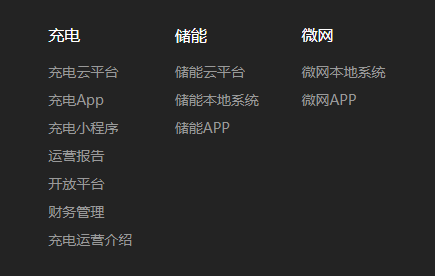 充电
充电云平台
充电App
充电小程序
运营报告
开放平台
财务管理
充电运营介绍
储能
储能云平台
储能本地系统
储能APP
微网
微网本地系统
微网APP